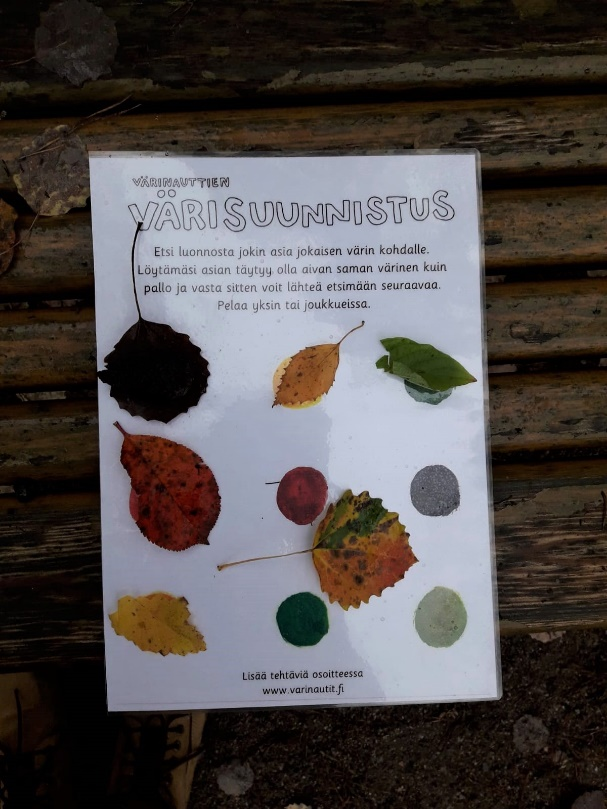 VÄRINAUTTIEN
VÄRISUUNNISTUS
Etsi luonnosta jokin asia jokaisen värin kohdalle.
Löytämäsi asian täytyy olla aivan saman värinen kuin
pallo ja vasta sitten voit lähteä etsimään seuraavaa.
Pelaa yksin tai joukkueissa.
Lisää tehtäviä osoitteessa
www.varinautit.fi